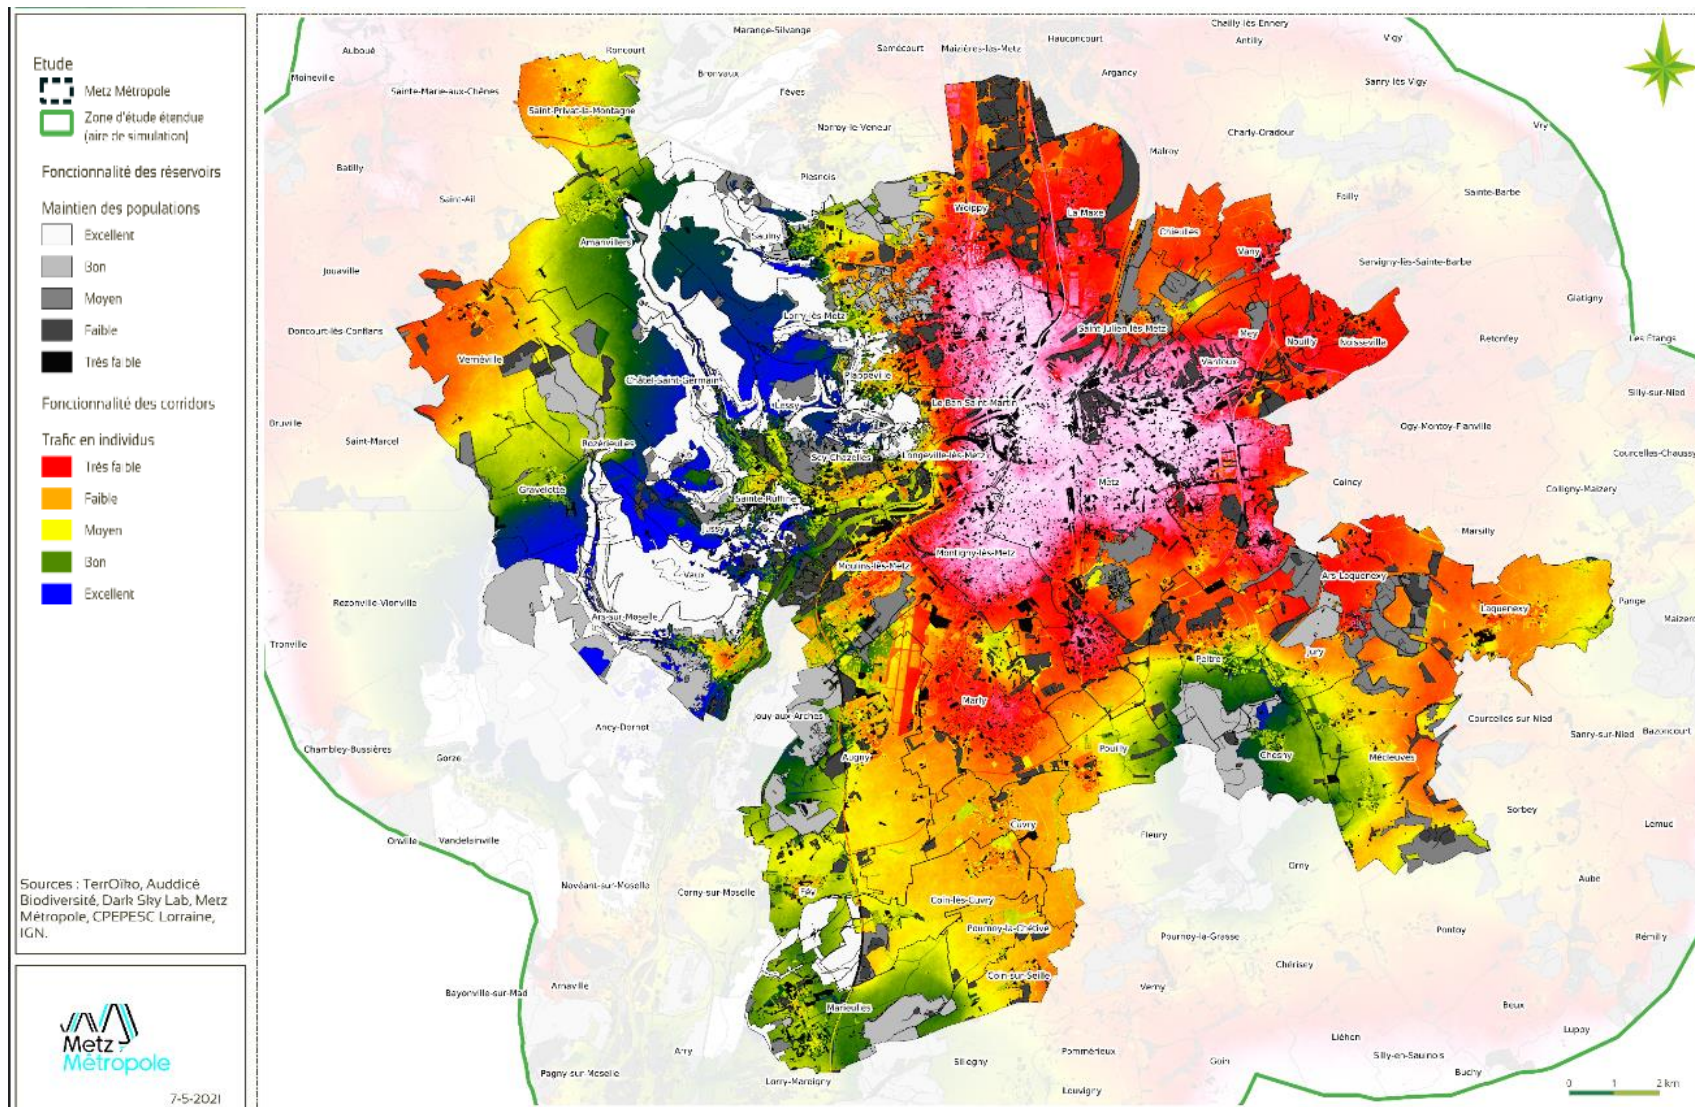 Etude
Metz Métropole
Zone d'étude étendue
(aire de simulation)
Fonctionnalité des réservoirs
Maintien des populations
Excellent
Bon
Moyen
Faible
Très faible
Fonctionnalité des corridors
Trafic en individus
Très faible
Faible
Moyen
Bon
Excellent
Sources : TerrOïko, Auddicé
Biodiversité, Dark Sky Lab, Metz
Métropole, CPEPESC Lorraine,
IGN.
Metz
Métropole
7-5-2021
Chailly-lès-Ennery
Marange-Silvange
Hauconcourt
Vigy
Antilly
Auboué
Roncourt
Semécourt
Maizières-lès-Metz
Bronvaux
Argancy
Moineville
Sainte-Marie-aux-Chênes
Fèves
Sanry-lès-Vigy
Saint-Privat-la-Montagne
Norroy-le-Veneur
Charly-Oradour
Vry
Malroy
Batilly
Plesnois
Saint-Ail
Failly
Sainte-Barbe
Woippy
La Maxe
Chieulles
Saulny
Amanvillers
Vany
Servigny-lès-Sainte-Barbe
Jouaville
Glatigny
Lorry-lès-Metz
Saint-Julien-lès-Metz
Doncourt-lès-Conflans
Mey
Nouilly
Noisseville
Retonfey
Les Étangs
Vernéville
Vantoux
Châtel-Saint-Germain
Plappeville
Silly-sur-Nied
Lessy
Le Ban-Saint-Martin
Bruville
Saint-Marcel
Rozérieulles
Ogy-Montoy-Flanville
Scy-Chazelles
Longeville-lès-Metz
Courcelles-Chaussy
Metz
Coincy
Gravelotte
Sainte-Ruffine
Colligny-Maizery
Jussy
Marsilly
Montigny-lès-Metz
Moulins-lès-Metz
Vaux
Ars-Laquenexy
Rezonville-Vionville
Laquenexy
Pange
Ars-sur-Moselle
Maizero
Tronville
Jury
Peltre
Marly
Jouy-aux-Arches
Courcelles-sur-Nied
Ancy-Dornot
Sanry-sur-Nied
Bazoncourt
Chambley-Bussières
Gorze
Augny
Pouilly
Chesny
Mécleuves
Sorbey
Cuvry
Lemud
Onville
Vandelainville
Fleury
Orny
Aube
Novéant-sur-Moselle
Corny-sur-Moselle
Féy
Coin-lès-Cuvry
Pournoy-la-Chétive
Pournoy-la-Grasse
Pontoy
Rémilly
Chérisey
Coin-sur-Seille
Arnaville
Bayonville-sur-Mad
Verny
Marieulles
Beux
Luppy
Liéhon
Arry
Pommérieux
Sillegny
Goin
Silly-en-Saulnois
Pagny-sur-Moselle
Buchy
Lorry-Mardigny
Louvigny
0 1 2 km